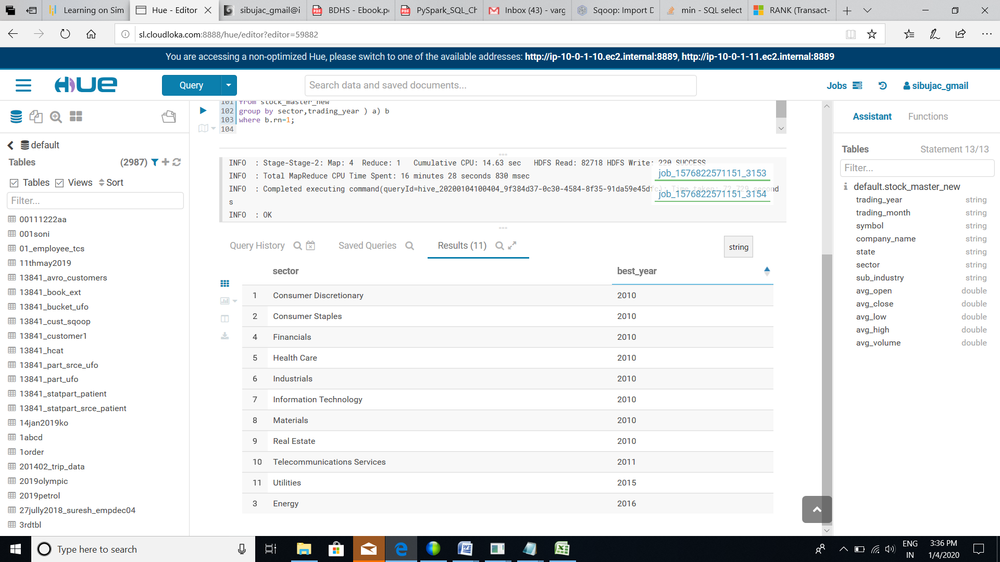 Learning on Sim
Hue - Editor
sibujac_gmail@i
BDHS - Ebook.p
PySpark_SQL_Ch
Inbox (43) - varg
Sqoop: Import D
min - SQL select
RANK (Transact-
sl.cloudloka.com:8888/hue/editor?editor=59882
You are accessing a non-optimized Hue, please switch to one of the available addresses: http://ip-10-0-1-10.ec2.internal:8889, http://ip-10-0-1-11.ec2.internal:8889
HUE
Query
Search data and saved documents...
Jobs
sibujac_gmail
default
Tables
(2987)
Tables
Views
Sort
Filter...
00111222aa
001soni
01_employee_tcs
11thmay2019
13841_avro_customers
13841_book_ext
13841_bucket_ufo
13841_cust_sqoop
13841_customer1
13841_hcat
13841_part_srce_ufo
13841_part_ufo
13841_statpart_patient
13841_statpart_srce_patient
14jan2019ko
1abcd
1order
201402_trip_data
2019olympic
2019petrol
27jully2018_suresh_empdec04
3rdtbl
101 from stock_master_new
102 group by sector,trading_year ) a) b
103 where b.rn=1;
104
INFO : Stage-Stage-2: Map: 4 Reduce: 1 Cumulative CPU: 14.63 sec HDFS Read: 82718 HDFS Write: 220 SUCCESS
INFO : Total MapReduce CPU Time Spent: 16 minutes 28 seconds 830 msec
INFO : Completed executing command(queryId=hive_20200104100404_9f384d37-0c30-4584-8f35-91da59e45dfc); Time taken: 72.729 second
s
INFO : OK
job_1576822571151_3153
job_1576822571151_3154
Query History
Saved Queries
Results (11)
string
sector best_year
1 Consumer Discretionary 2010
2 Consumer Staples 2010
4 Financials 2010
5 Health Care 2010
6 Industrials 2010
7 Information Technology 2010
8 Materials 2010
9 Real Estate 2010
10 Telecommunications Services 2011
11 Utilities 2015
3 Energy 2016
Assistant
Functions
Tables
Statement 13/13
Filter...
default.stock_master_new
trading_year string
trading_month string
symbol string
company_name string
state string
sector string
sub_industry string
avg_open double
avg_close double
avg_low double
avg_high double
avg_volume double
Type here to search
ENG
IN
3:36 PM
1/4/2020